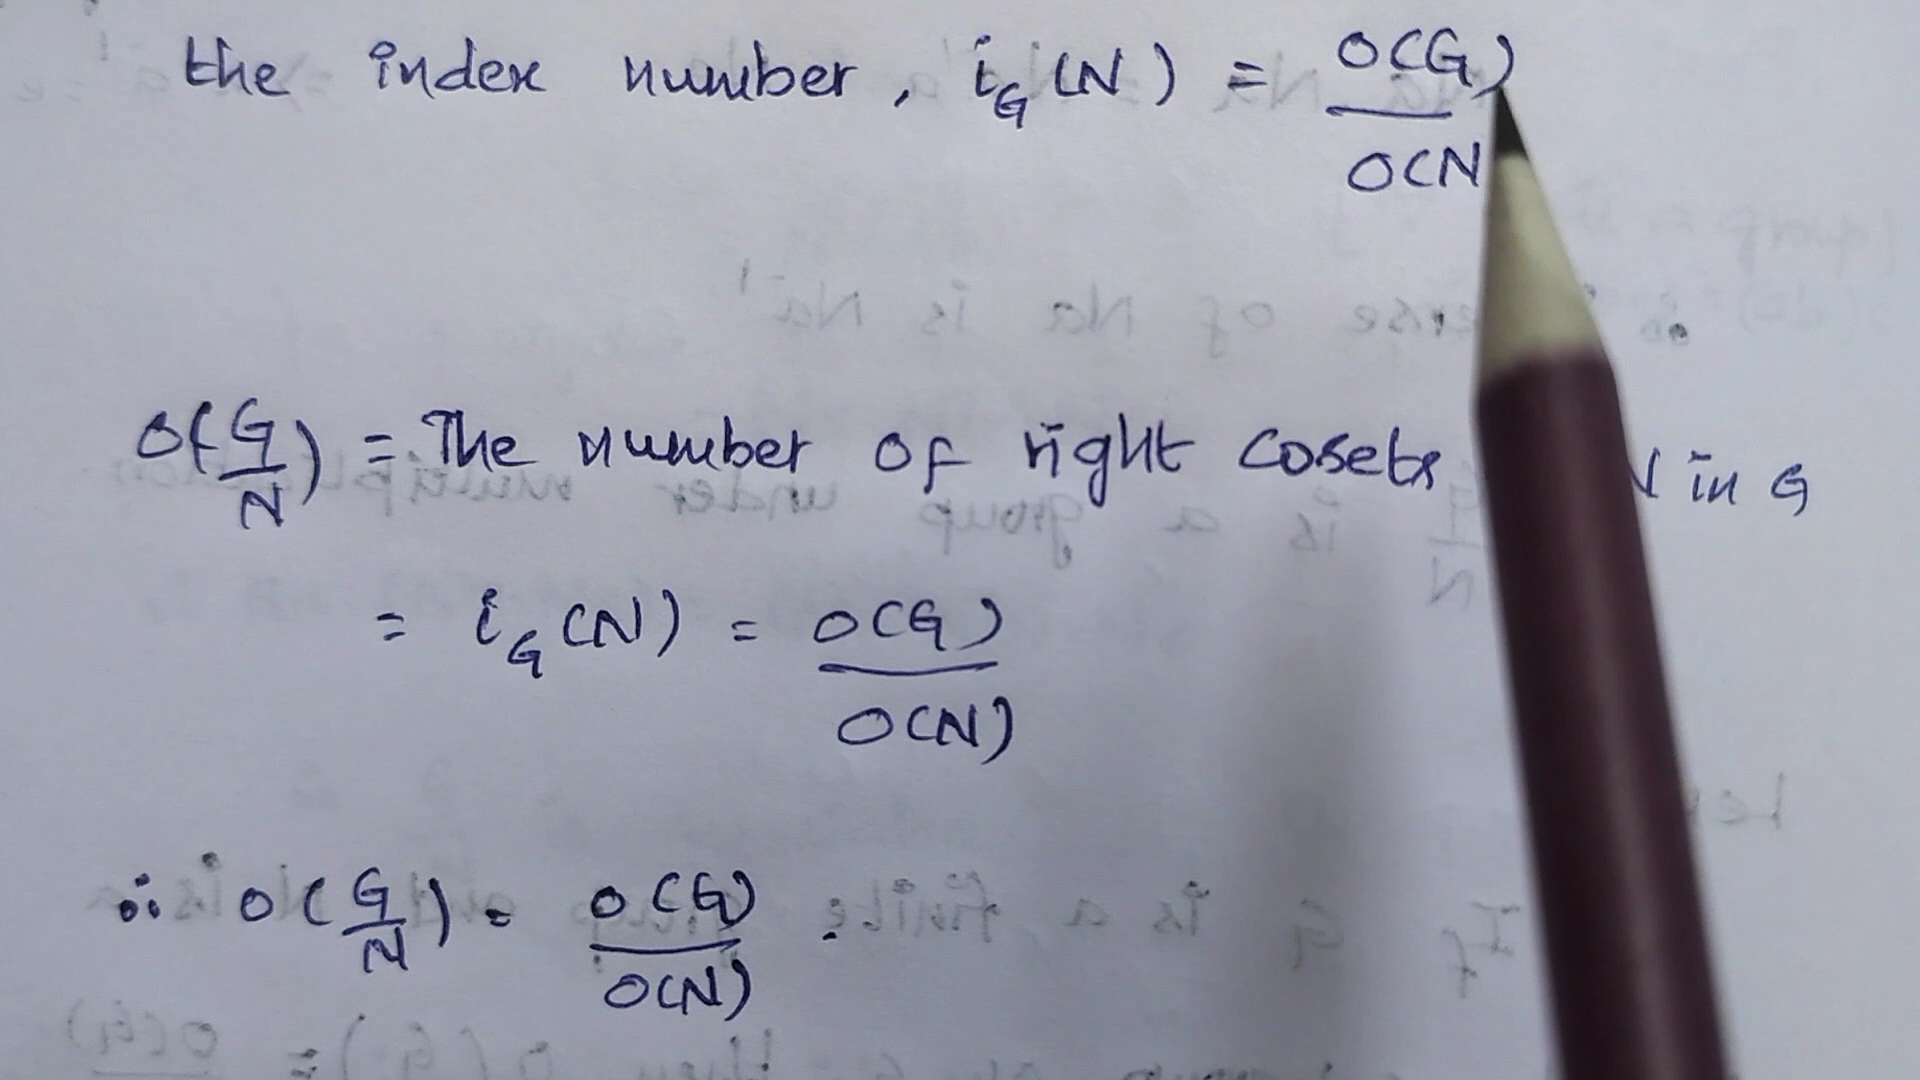 the index number, i_G(N) = O(G) / O(N
O(G/N) = The number of right cosets N in G
= i_G(N) = O(G) / O(N)
∴ O(G/N) = O(G) / O(N).